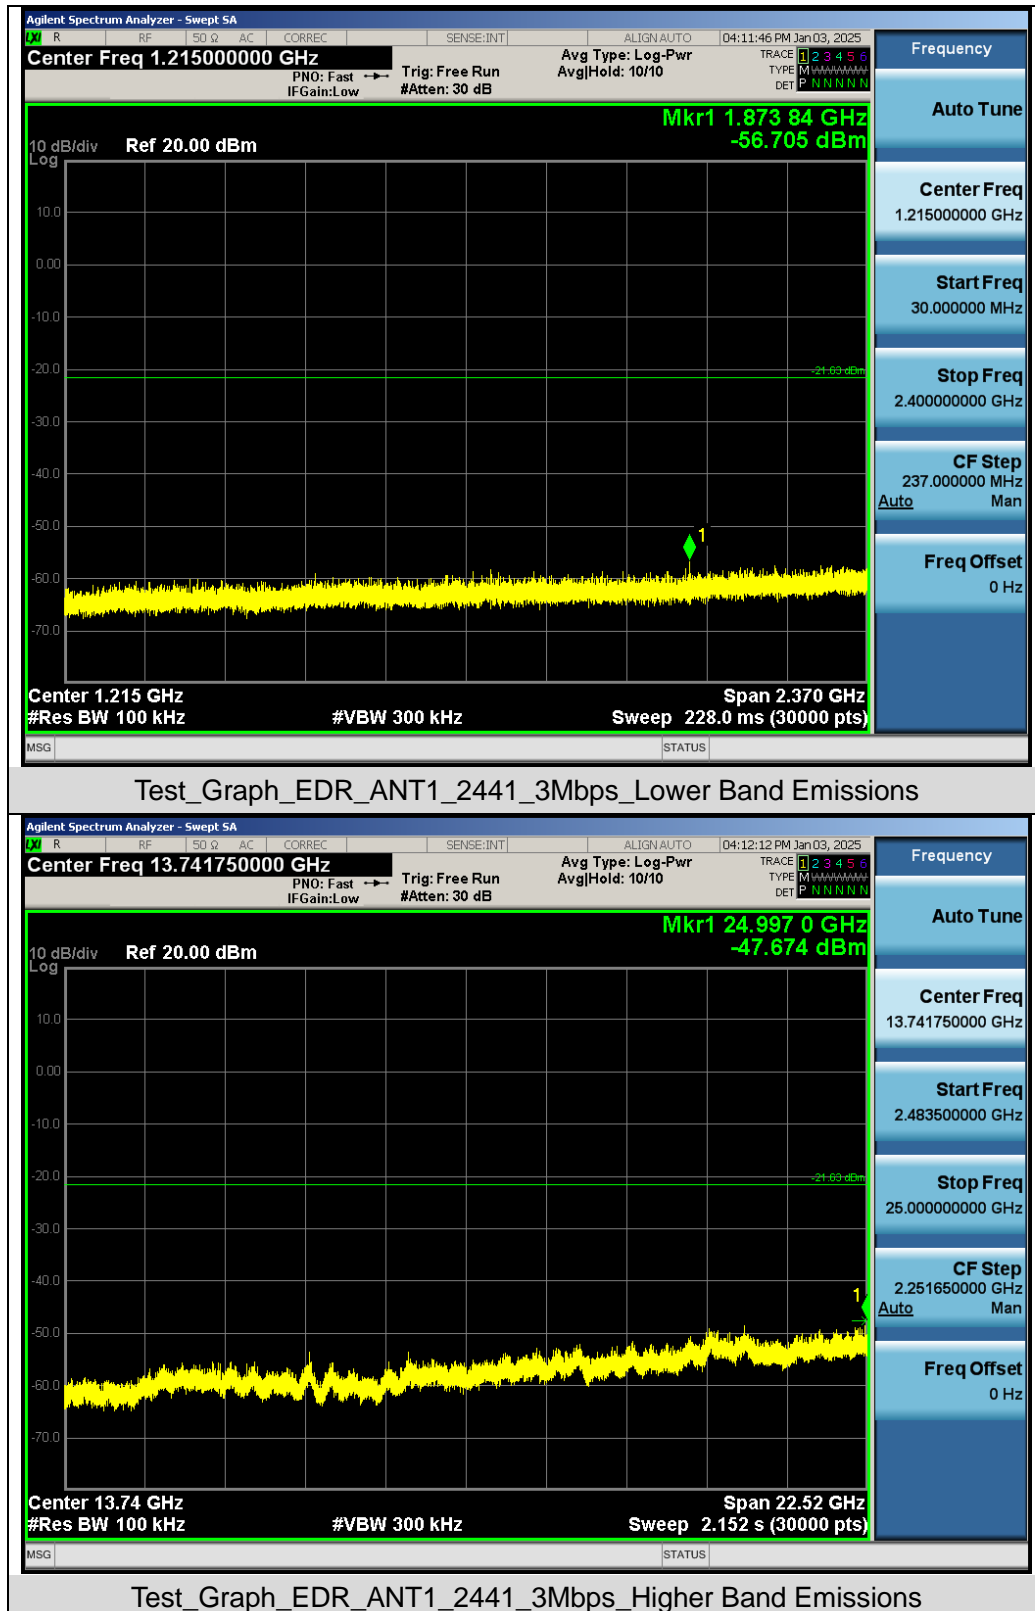 Agilent Spectrum Analyzer - Swept SA
LXI R RF 50 Ω AC CORREC SENSE:INT ALIGN AUTO 04:11:46 PM Jan 03, 2025
Center Freq 1.215000000 GHz
PNO: Fast
IFGain:Low
Trig: Free Run
#Atten: 30 dB
Avg Type: Log-Pwr
Avg|Hold: 10/10
TRACE 1 2 3 4 5 6
TYPE M
DET P N N N N N
Mkr1 1.873 84 GHz
-56.705 dBm
10 dB/div Ref 20.00 dBm
Log
10.0
0.00
-10.0
-20.0
-21.63 dBm
-30.0
-40.0
-50.0
1
-60.0
-70.0
Center 1.215 GHz Span 2.370 GHz
#Res BW 100 kHz #VBW 300 kHz Sweep 228.0 ms (30000 pts)
MSG STATUS
Frequency
Auto Tune
Center Freq
1.215000000 GHz
Start Freq
30.000000 MHz
Stop Freq
2.400000000 GHz
CF Step
237.000000 MHz
Auto Man
Freq Offset
0 Hz
Test_Graph_EDR_ANT1_2441_3Mbps_Lower Band Emissions
Agilent Spectrum Analyzer - Swept SA
LXI R RF 50 Ω AC CORREC SENSE:INT ALIGN AUTO 04:12:12 PM Jan 03, 2025
Center Freq 13.741750000 GHz
PNO: Fast
IFGain:Low
Trig: Free Run
#Atten: 30 dB
Avg Type: Log-Pwr
Avg|Hold: 10/10
TRACE 1 2 3 4 5 6
TYPE M
DET P N N N N N
Mkr1 24.997 0 GHz
-47.674 dBm
10 dB/div Ref 20.00 dBm
Log
10.0
0.00
-10.0
-20.0
-21.63 dBm
-30.0
-40.0
1
-50.0
-60.0
-70.0
Center 13.74 GHz Span 22.52 GHz
#Res BW 100 kHz #VBW 300 kHz Sweep 2.152 s (30000 pts)
MSG STATUS
Frequency
Auto Tune
Center Freq
13.741750000 GHz
Start Freq
2.483500000 GHz
Stop Freq
25.000000000 GHz
CF Step
2.251650000 GHz
Auto Man
Freq Offset
0 Hz
Test_Graph_EDR_ANT1_2441_3Mbps_Higher Band Emissions